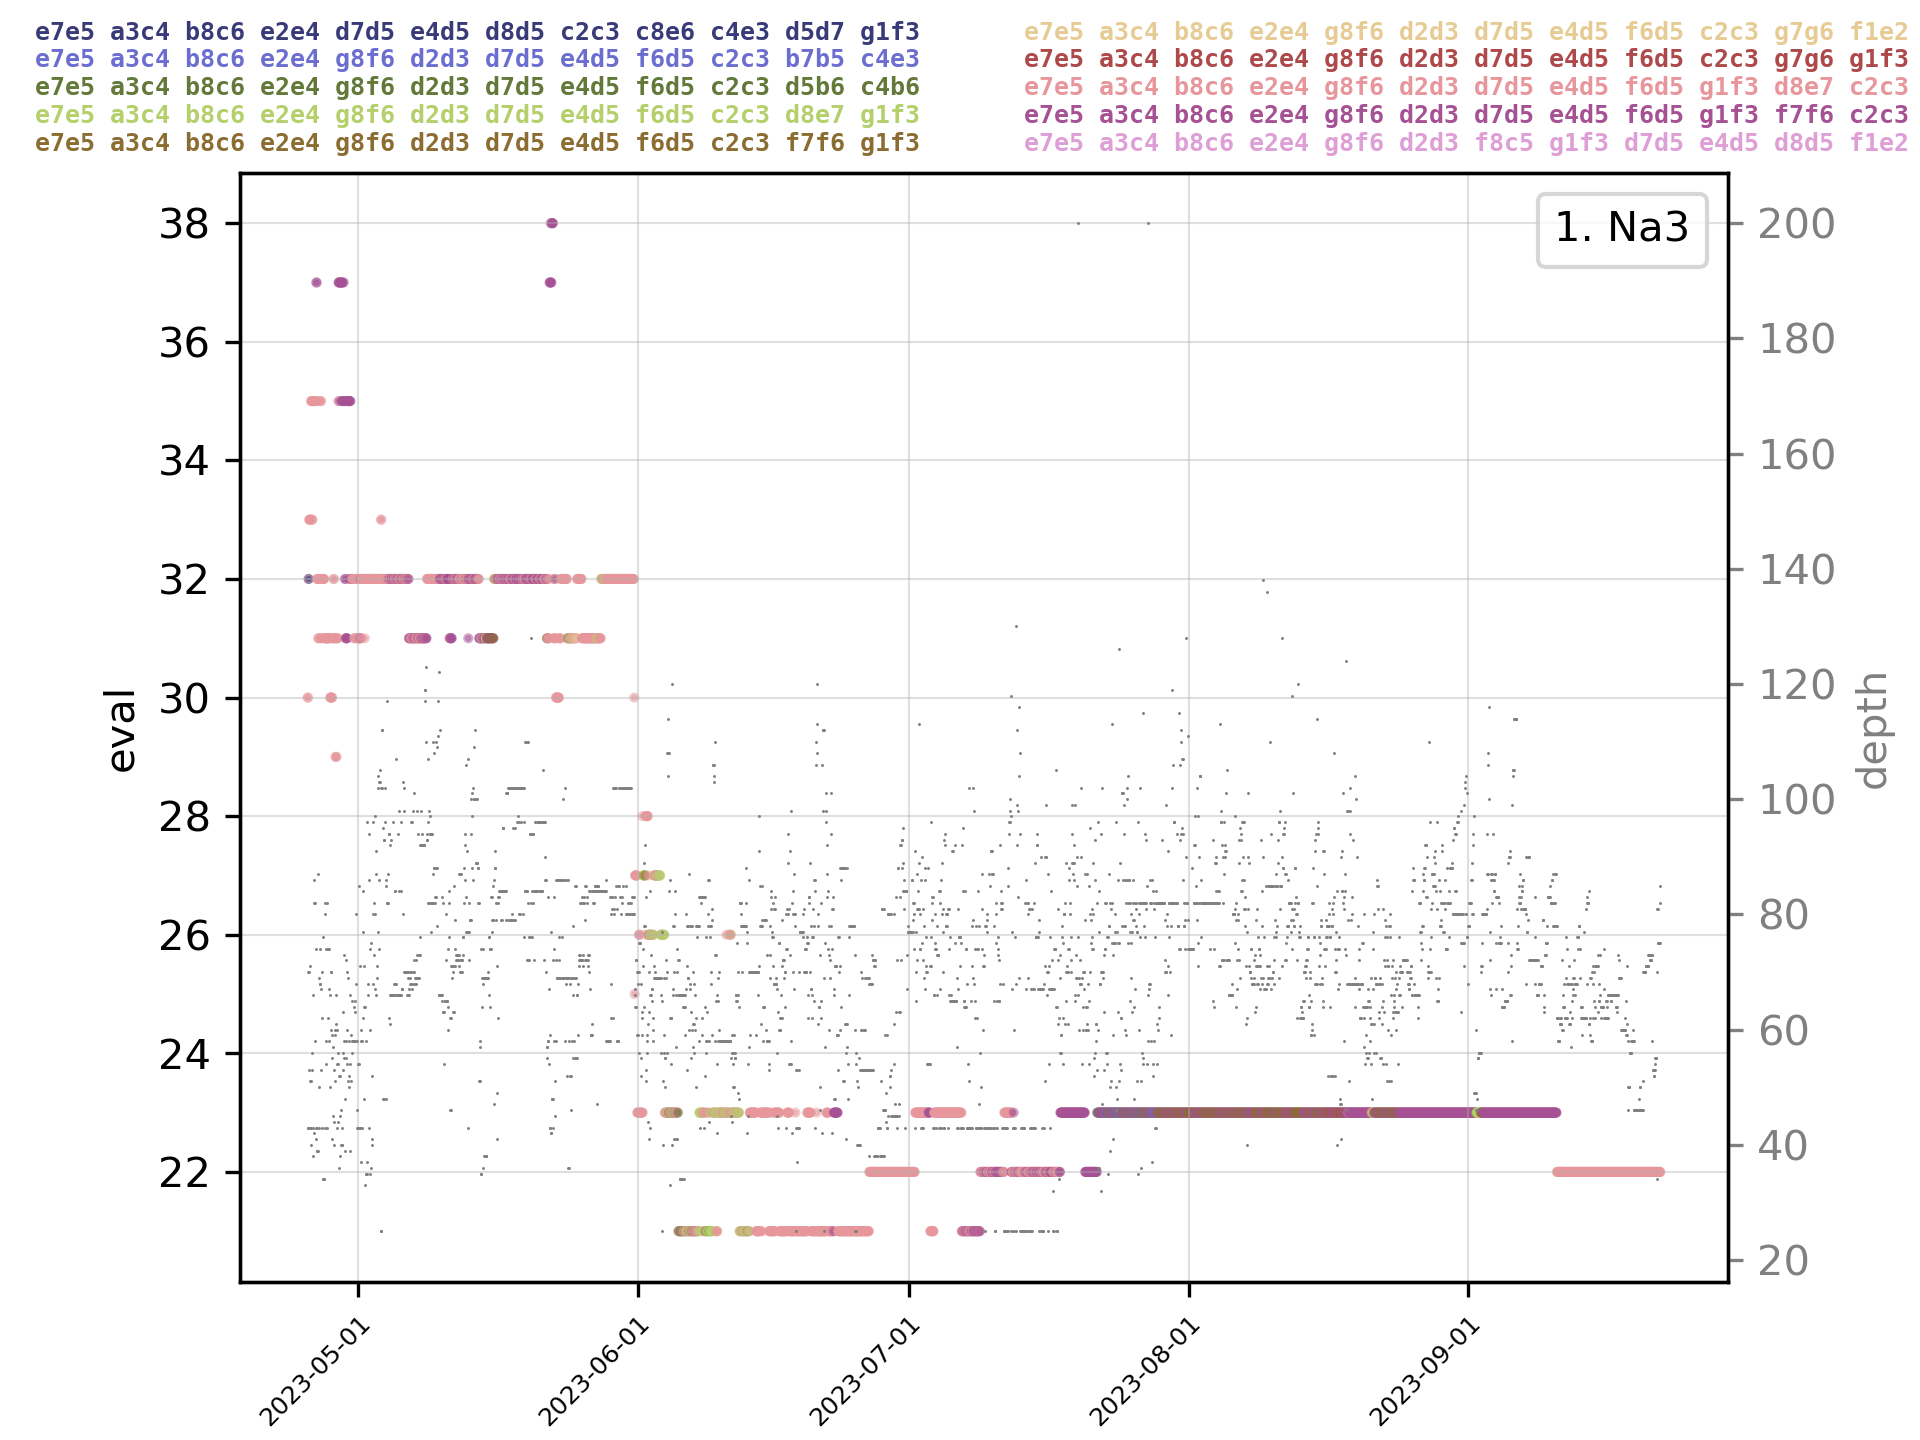 e7e5 a3c4 b8c6 e2e4 d7d5 e4d5 d8d5 c2c3 c8e6 c4e3 d5d7 g1f3
e7e5 a3c4 b8c6 e2e4 g8f6 d2d3 d7d5 e4d5 f6d5 c2c3 b7b5 c4e3
e7e5 a3c4 b8c6 e2e4 g8f6 d2d3 d7d5 e4d5 f6d5 c2c3 d5b6 c4b6
e7e5 a3c4 b8c6 e2e4 g8f6 d2d3 d7d5 e4d5 f6d5 c2c3 d8e7 g1f3
e7e5 a3c4 b8c6 e2e4 g8f6 d2d3 d7d5 e4d5 f6d5 c2c3 f7f6 g1f3
e7e5 a3c4 b8c6 e2e4 g8f6 d2d3 d7d5 e4d5 f6d5 c2c3 g7g6 f1e2
e7e5 a3c4 b8c6 e2e4 g8f6 d2d3 d7d5 e4d5 f6d5 c2c3 g7g6 g1f3
e7e5 a3c4 b8c6 e2e4 g8f6 d2d3 d7d5 e4d5 f6d5 g1f3 d8e7 c2c3
e7e5 a3c4 b8c6 e2e4 g8f6 d2d3 d7d5 e4d5 f6d5 g1f3 f7f6 c2c3
e7e5 a3c4 b8c6 e2e4 g8f6 d2d3 f8c5 g1f3 d7d5 e4d5 d8d5 f1e2
1. Na3
38
36
34
32
30
28
26
24
22
eval
200
180
160
140
120
100
80
60
40
20
depth
2023-05-01
2023-06-01
2023-07-01
2023-08-01
2023-09-01